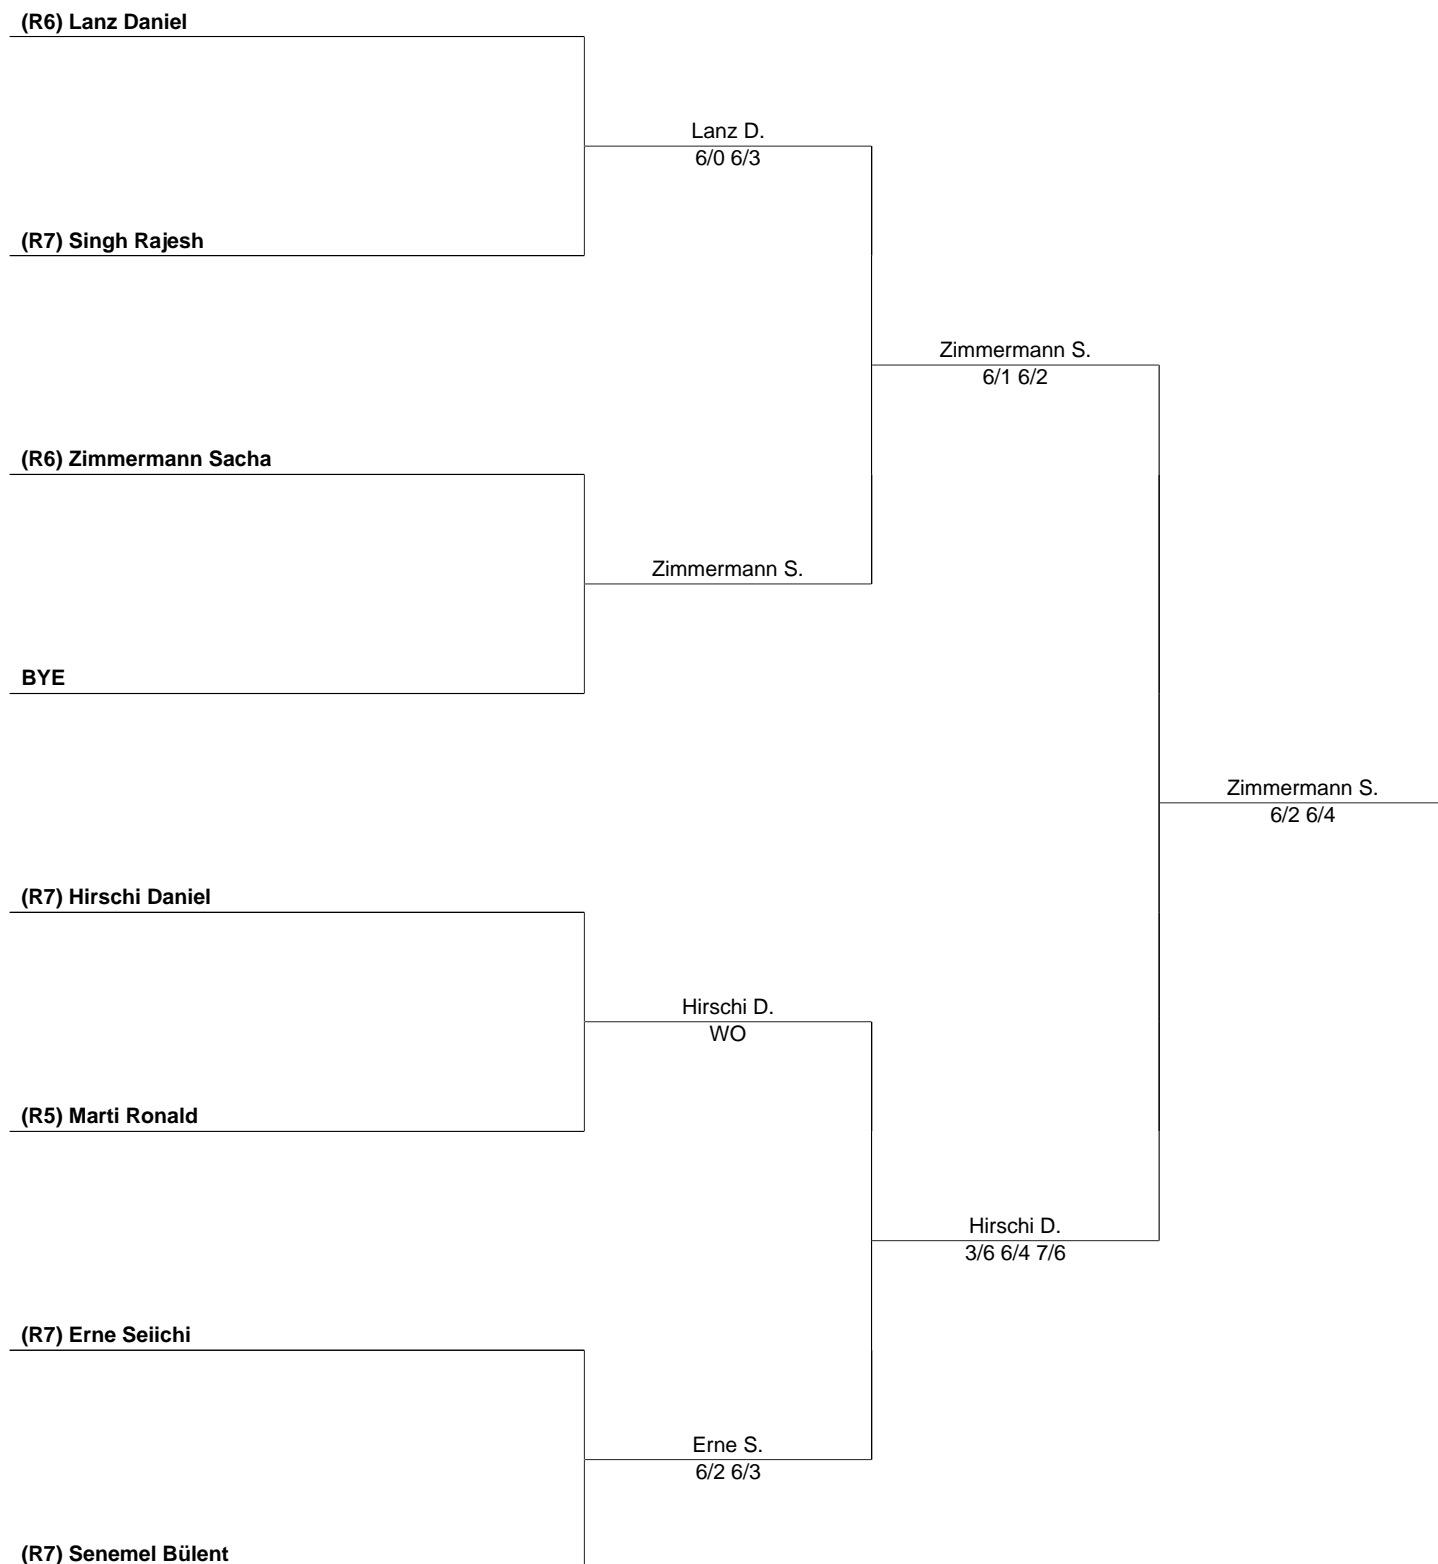 (R6) Lanz Daniel
Lanz D.
6/0 6/3
(R7) Singh Rajesh
Zimmermann S.
6/1 6/2
(R6) Zimmermann Sacha
Zimmermann S.
BYE
Zimmermann S.
6/2 6/4
(R7) Hirschi Daniel
Hirschi D.
WO
(R5) Marti Ronald
Hirschi D.
3/6 6/4 7/6
(R7) Erne Seiichi
Erne S.
6/2 6/3
(R7) Senemel Bülent